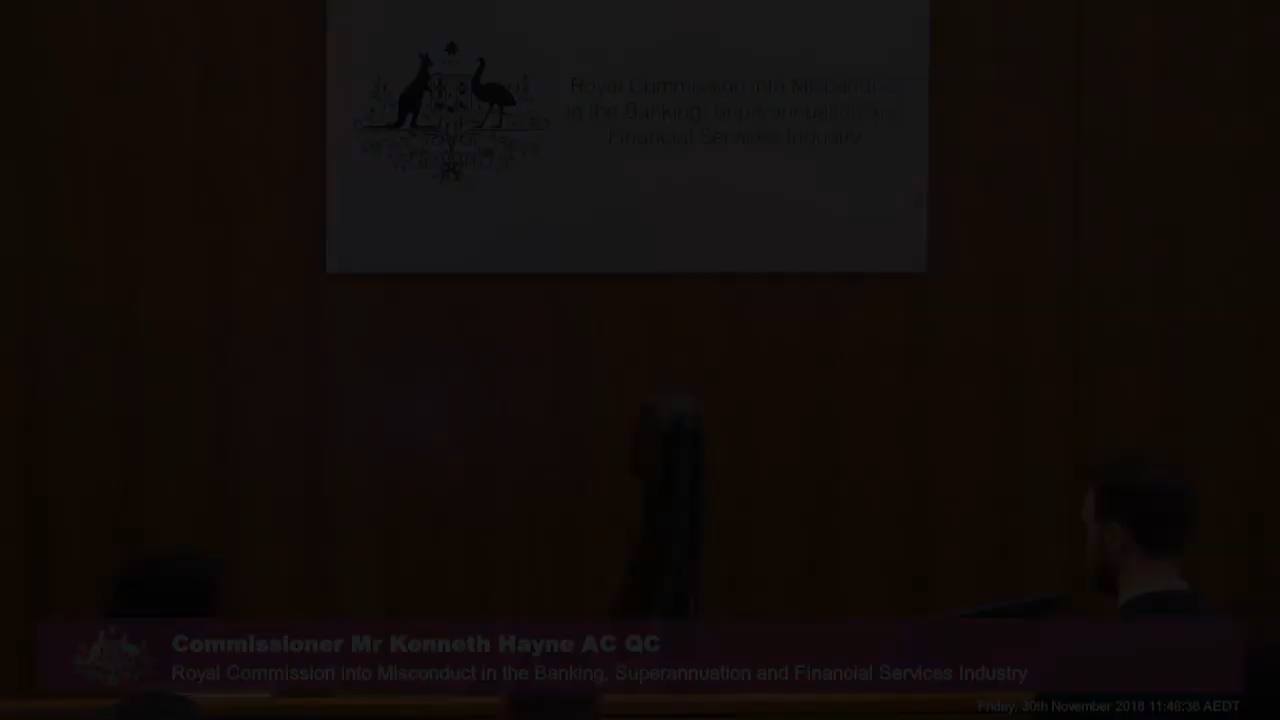 Royal Commission into Misconduct
in the Banking, Superannuation and
Financial Services Industry
Commissioner Mr Kenneth Hayne AC QC
Royal Commission into Misconduct in the Banking, Superannuation and Financial Services Industry
Friday, 30th November 2018 11:48:36 AEDT